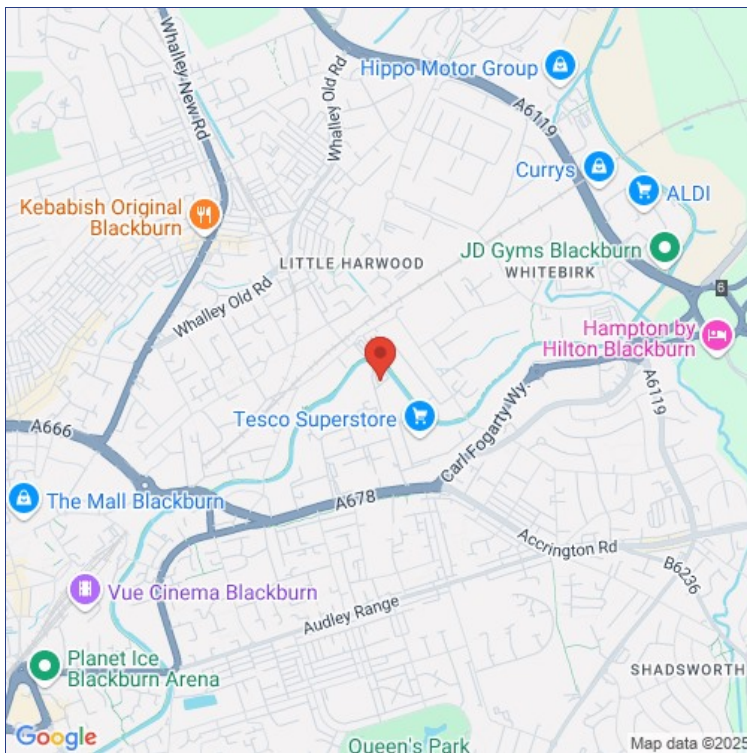 Whalley New Rd
Whalley Old Rd
Hippo Motor Group
A6119
Currys
ALDI
Kebabish Original
Blackburn
LITTLE HARWOOD
JD Gyms Blackburn
WHITEBIRK
6
Whalley Old Rd
Hampton by
Hilton Blackburn
A6119
Tesco Superstore
Carl Fogarty Wy.
A666
The Mall Blackburn
A678
Accrington Rd
B6236
Vue Cinema Blackburn
Audley Range
Planet Ice
Blackburn Arena
SHADSWORTH
Google
Queen's Park
Map data ©2025